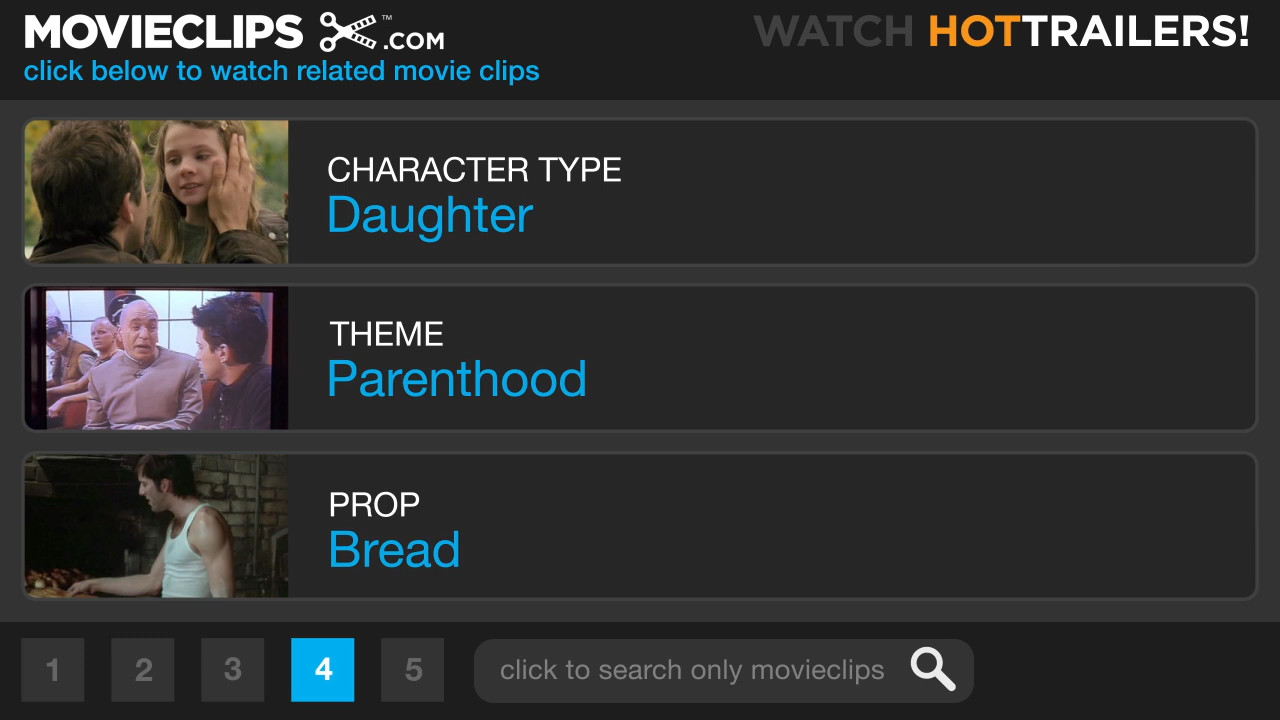 MOVIECLIPS ™ .COM
WATCH HOTTRAILERS!
click below to watch related movie clips
CHARACTER TYPE
Daughter
THEME
Parenthood
PROP
Bread
1 2 3 4 5 click to search only movieclips